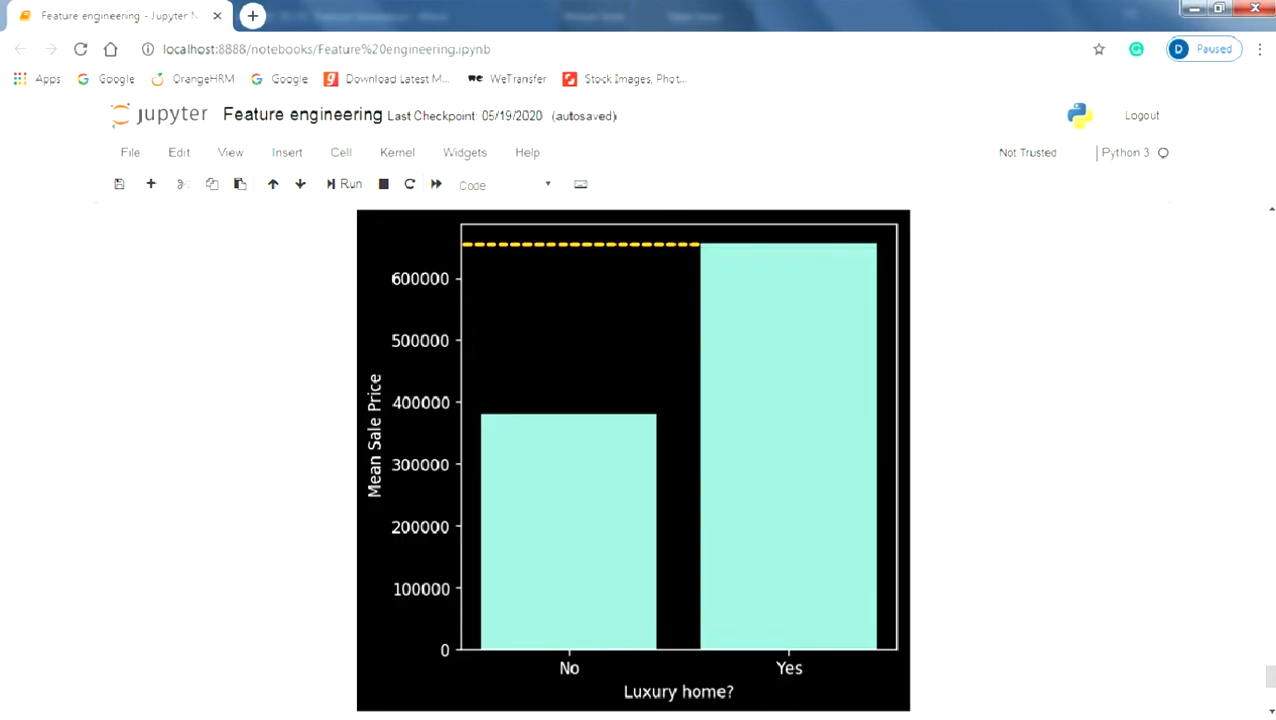 Feature engineering - Jupyter N
localhost:8888/notebooks/Feature%20engineering.ipynb
D Paused
Apps Google OrangeHRM Google Download Latest M... WeTransfer Stock Images, Phot...
jupyter Feature engineering Last Checkpoint: 05/19/2020 (autosaved)
Logout
File Edit View Insert Cell Kernel Widgets Help
Not Trusted Python 3
Run Code
600000
500000
400000
300000
200000
100000
0
Mean Sale Price
No Yes
Luxury home?